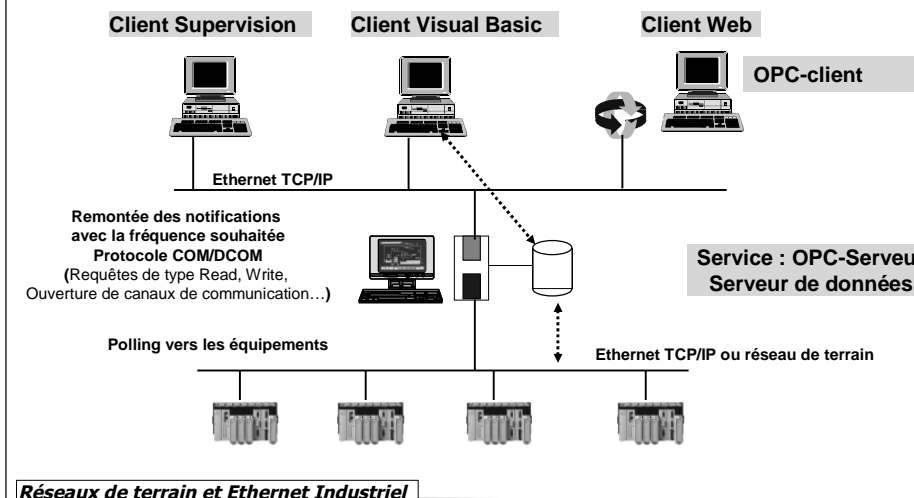 Client Supervision
Client Visual Basic
Client Web
OPC-client
Ethernet TCP/IP
Remontée des notifications
avec la fréquence souhaitée
Protocole COM/DCOM
(Requêtes de type Read, Write,
Ouverture de canaux de communication…)
Service : OPC-Serveu
Serveur de données
Polling vers les équipements
Ethernet TCP/IP ou réseau de terrain
Réseaux de terrain et Ethernet Industriel